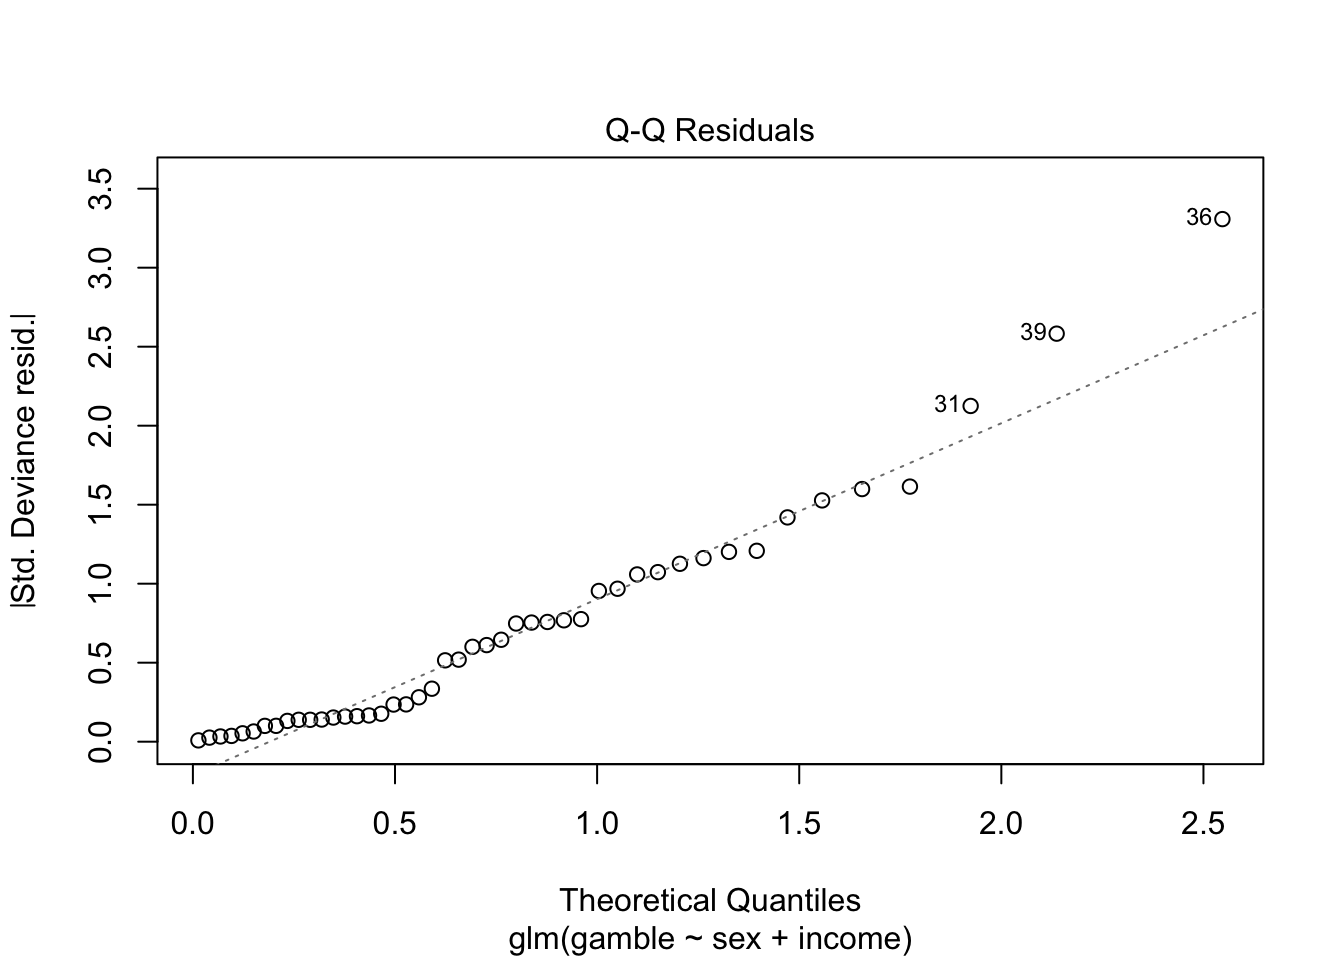 Q-Q Residuals
|Std. Deviance resid.|
3.5
3.0
2.5
2.0
1.5
1.0
0.5
0.0
36
39
31
0.0 0.5 1.0 1.5 2.0 2.5
Theoretical Quantiles
glm(gamble ~ sex + income)